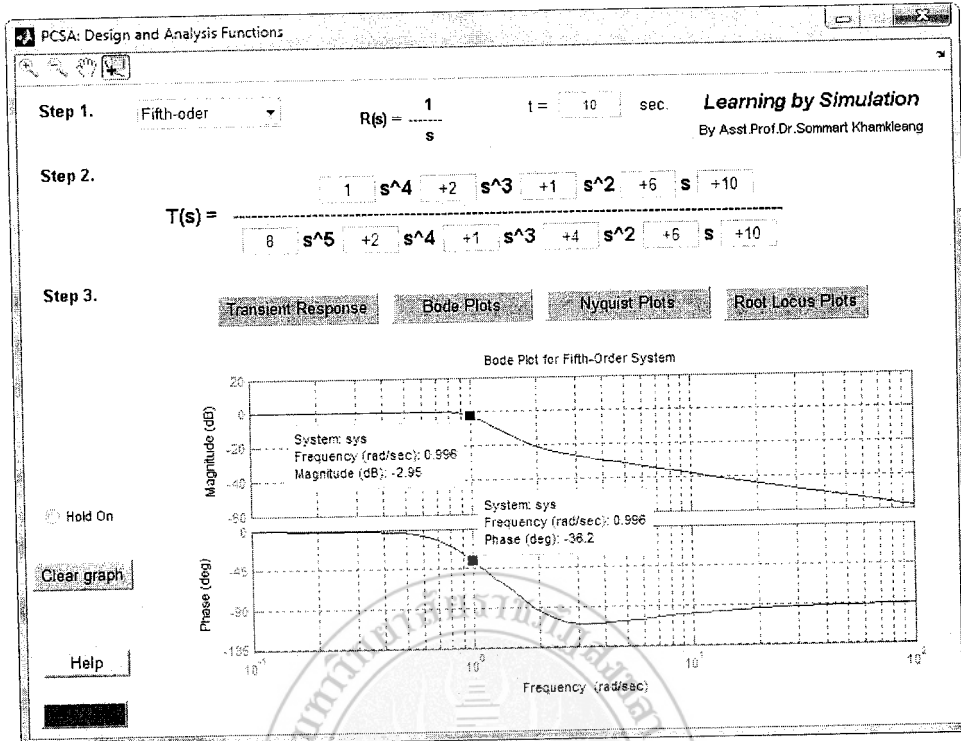 PCSA: Design and Analysis Functions
Step 1.
Fifth-oder
R(s) = 1 ------ s
t = 10 sec.
Learning by Simulation
By Asst.Prof.Dr.Sommart Khamkleang
Step 2.
1 s^4 +2 s^3 +1 s^2 +6 s +10
T(s) =
8 s^5 +2 s^4 +1 s^3 +4 s^2 +6 s +10
Step 3.
Transient Response
Bode Plots
Nyquist Plots
Root Locus Plots
Bode Plot for Fifth-Order System
Magnitude (dB)
20
0
-20
-40
-60
System: sys
Frequency (rad/sec): 0.996
Magnitude (dB): -2.95
System: sys
Frequency (rad/sec): 0.996
Phase (deg): -36.2
Hold On
Clear graph
Help
Phase (deg)
0
-45
-90
-135
10^-1
10^0
10^1
10^2
Frequency (rad/sec)